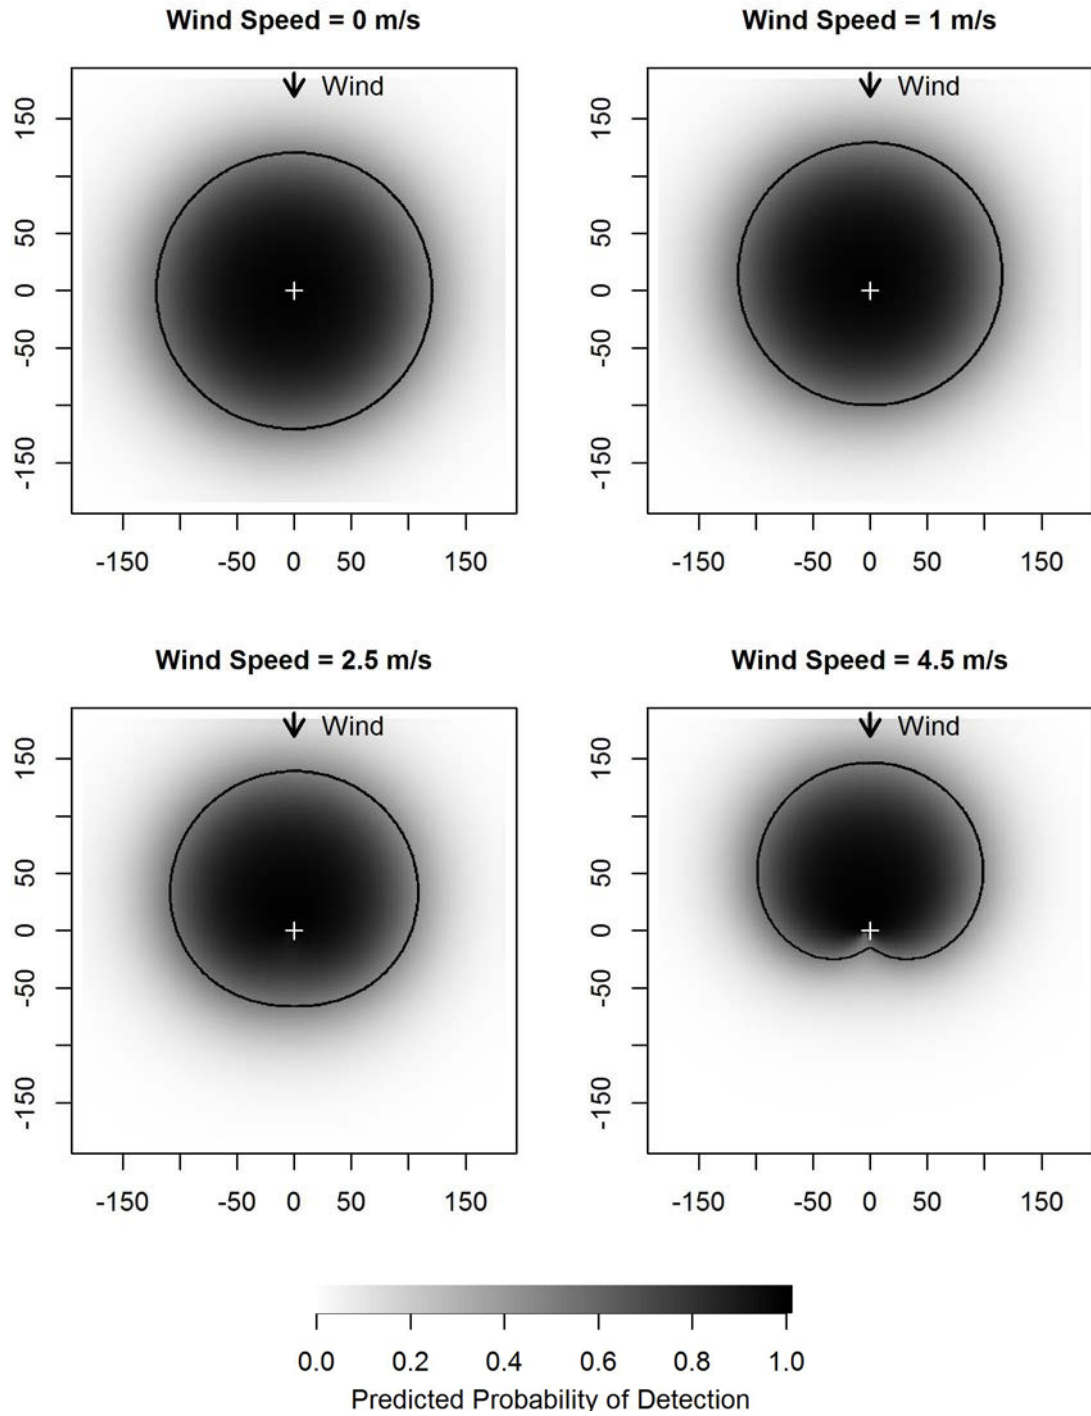 Wind Speed = 0 m/s
Wind
150
50
0
-50
-150
-150 -50 0 50 150
Wind Speed = 1 m/s
Wind
150
50
0
-50
-150
-150 -50 0 50 150
Wind Speed = 2.5 m/s
Wind
150
50
0
-50
-150
-150 -50 0 50 150
Wind Speed = 4.5 m/s
Wind
150
50
0
-50
-150
-150 -50 0 50 150
0.0 0.2 0.4 0.6 0.8 1.0
Predicted Probability of Detection